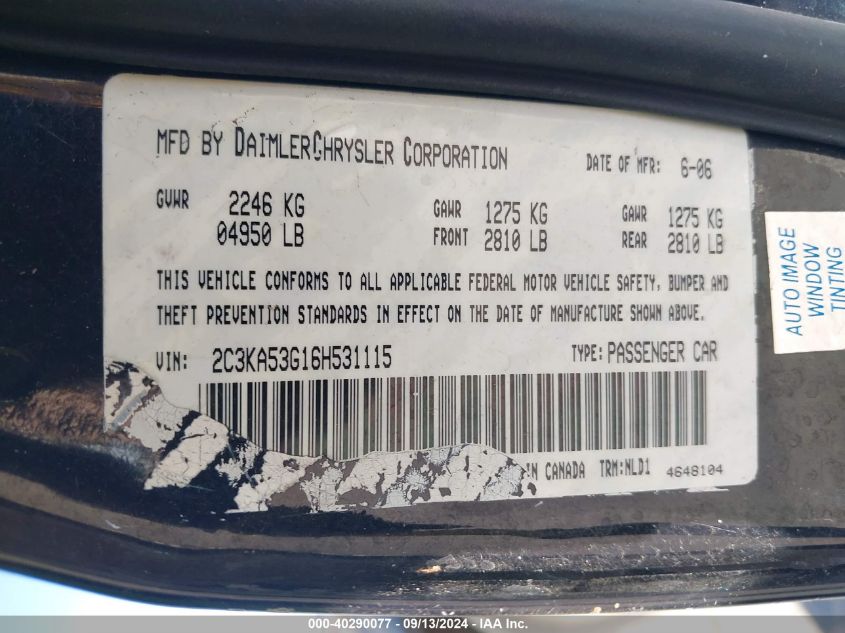 MFD BY DAIMLERCHRYSLER CORPORATION DATE OF MFR: 6-06
GVWR 2246 KG GAWR 1275 KG GAWR 1275 KG
04950 LB FRONT 2810 LB REAR 2810 LB
THIS VEHICLE CONFORMS TO ALL APPLICABLE FEDERAL MOTOR VEHICLE SAFETY, BUMPER AND
THEFT PREVENTION STANDARDS IN EFFECT ON THE DATE OF MANUFACTURE SHOWN ABOVE.
VIN: 2C3KA53G16H531115 TYPE: PASSENGER CAR
IN CANADA TRM:NLD1 4648104
AUTO IMAGE
WINDOW
TINTING
000-40290077 - 09/13/2024 - IAA Inc.